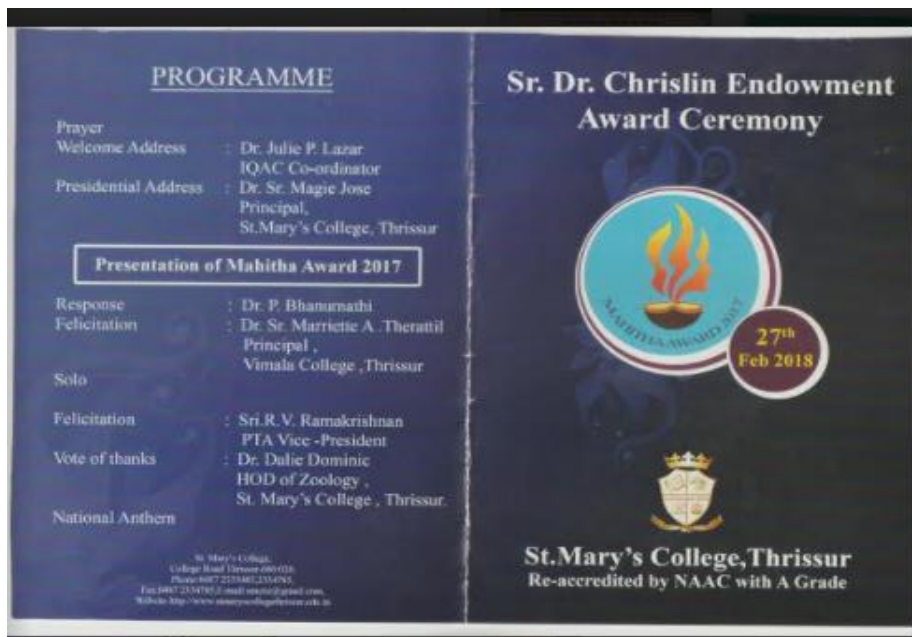 PROGRAMME
Prayer
Welcome Address : Dr. Julie P. Lazar
IQAC Co-ordinator
Presidential Address : Dr. Sr. Magie Jose
Principal,
St.Mary's College, Thrissur
Presentation of Mahitha Award 2017
Response : Dr. P. Bhanumathi
Felicitation : Dr. Sr. Marriette A .Therattil
Principal ,
Vimala College ,Thrissur
Solo
Felicitation : Sri.R.V. Ramakrishnan
PTA Vice -President
Vote of thanks : Dr. Dalie Dominic
HOD of Zoology ,
St. Mary's College , Thrissur.
National Anthem
St. Mary's College,
College Road Thrissur-680 020.
Sr. Dr. Chrislin Endowment
Award Ceremony
MAHITHA AWARD 2017
27th
Feb 2018
St.Mary's College,Thrissur
Re-accredited by NAAC with A Grade